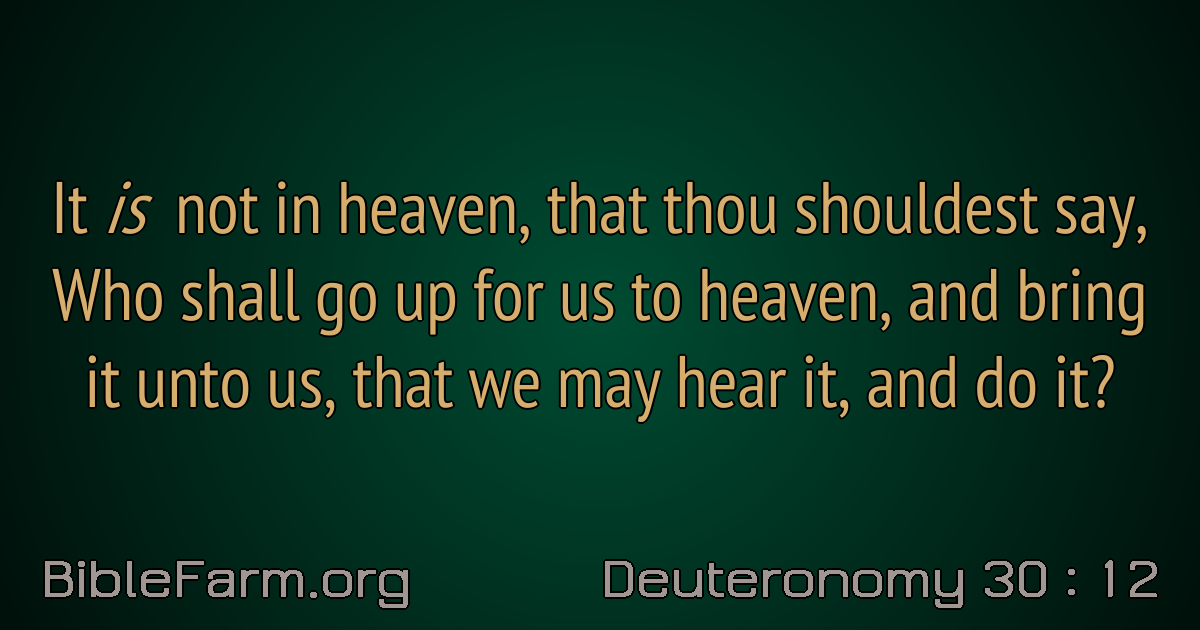 It is not in heaven, that thou shouldest say,
Who shall go up for us to heaven, and bring
it unto us, that we may hear it, and do it?
BibleFarm.org
Deuteronomy 30 : 12